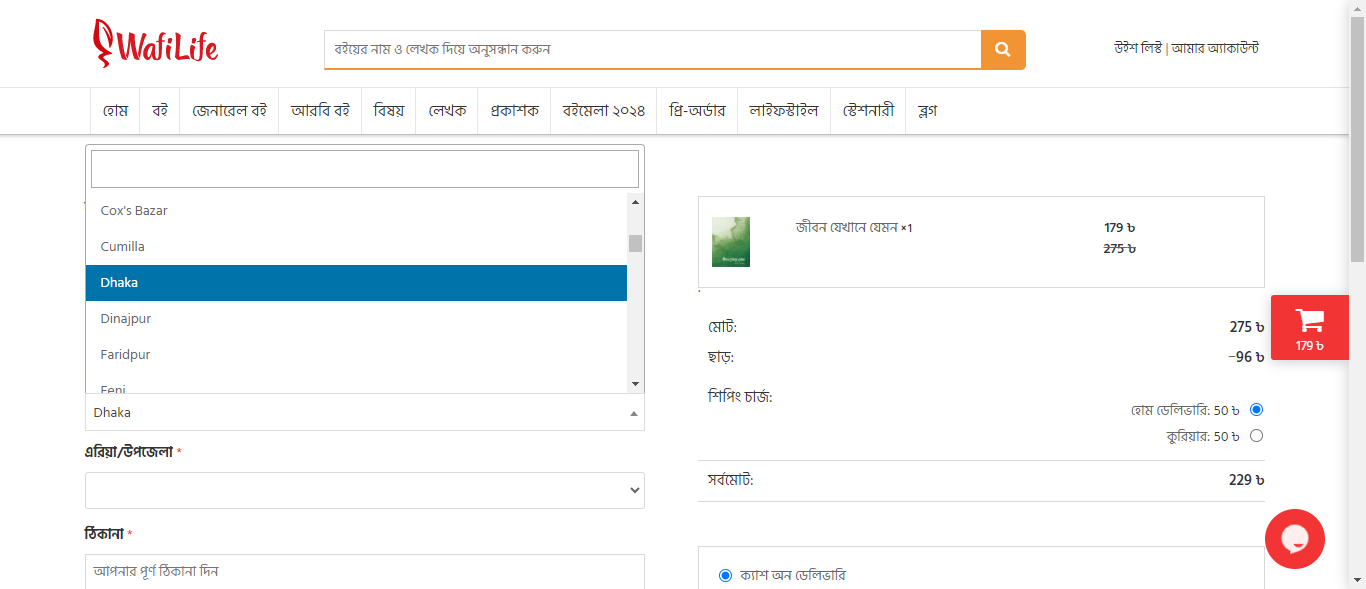 WafiLife
বইয়ের নাম ও লেখক দিয়ে অনুসন্ধান করুন
উইশ লিস্ট | আমার অ্যাকাউন্ট
হোম বই জেনারেল বই আরবি বই বিষয় লেখক প্রকাশক বইমেলা ২০২৪ প্রি-অর্ডার লাইফস্টাইল স্টেশনারী ব্লগ
Cox's Bazar
Cumilla
Dhaka
Dinajpur
Faridpur
Feni
Dhaka
এরিয়া/উপজেলা *
ঠিকানা *
আপনার পূর্ণ ঠিকানা দিন
জীবন যেখানে যেমন ×1 179 ৳
275 ৳
মোট: 275 ৳
ছাড়: -96 ৳
শিপিং চার্জ:
হোম ডেলিভারি: 50 ৳
কুরিয়ার: 50 ৳
সর্বমোট: 229 ৳
ক্যাশ অন ডেলিভারি
179 ৳